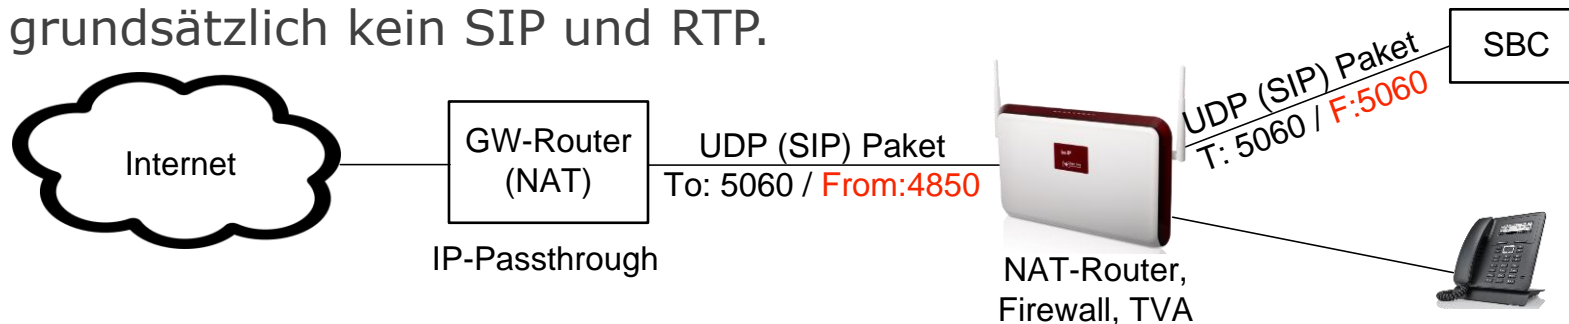 grundsätzlich kein SIP und RTP.
SBC
UDP (SIP) Paket
T: 5060 / F:5060
Internet
GW-Router
(NAT)
UDP (SIP) Paket
To: 5060 / From:4850
IP-Passthrough
NAT-Router,
Firewall, TVA